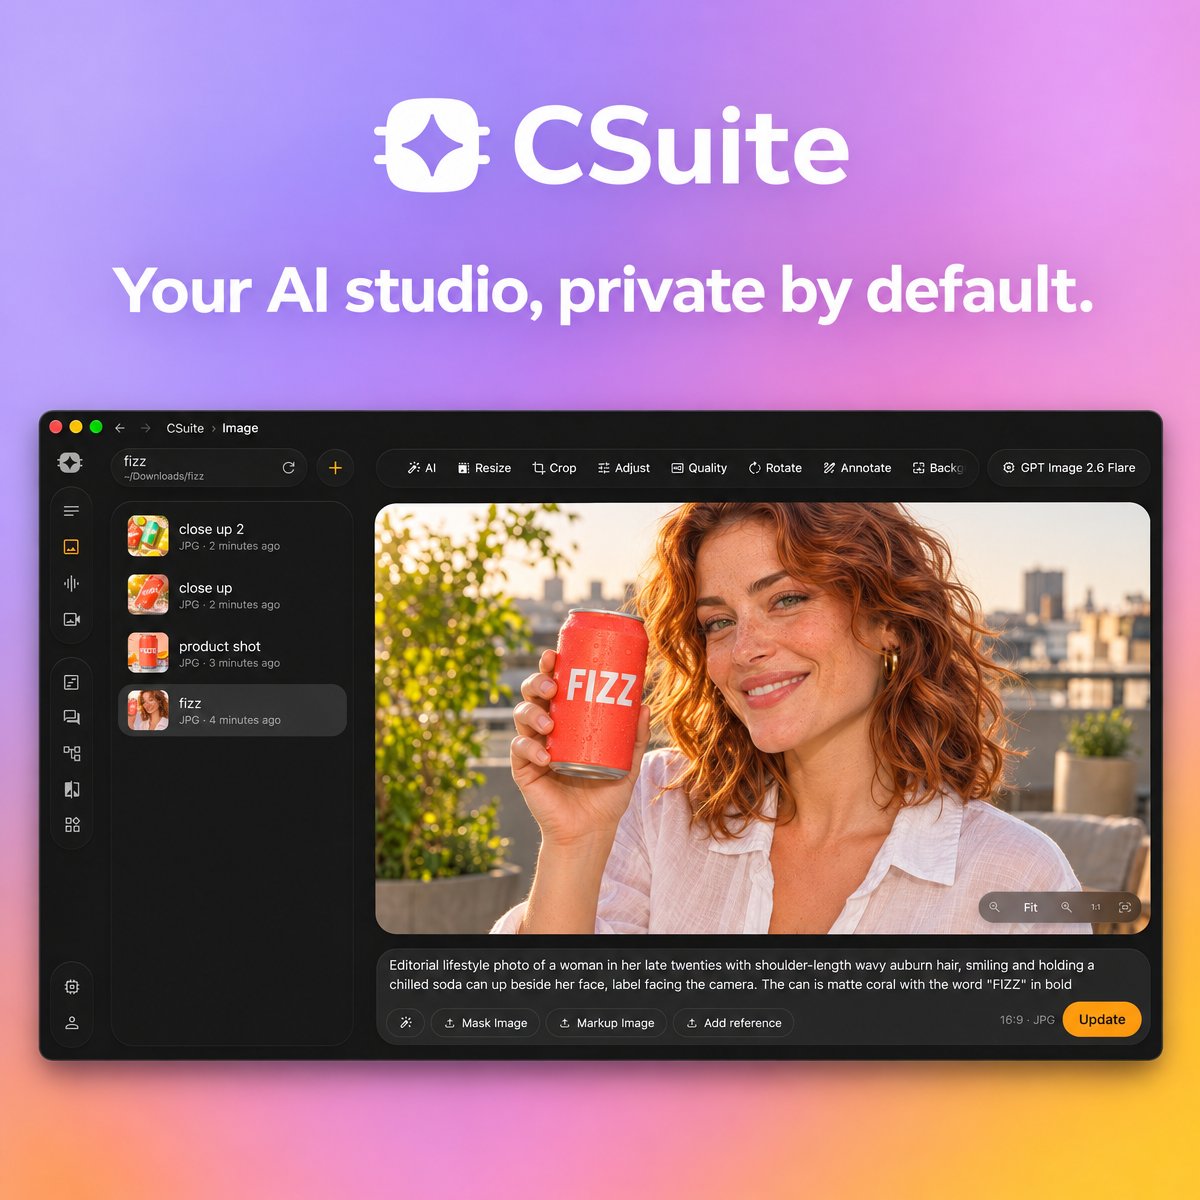 CSuite
Your AI studio, private by default.
CSuite › Image
fizz
~/Downloads/fizz
AI
Resize
Crop
Adjust
Quality
Rotate
Annotate
Backg
GPT Image 2.6 Flare
close up 2
JPG · 2 minutes ago
close up
JPG · 2 minutes ago
product shot
JPG · 3 minutes ago
fizz
JPG · 4 minutes ago
FIZZ
Fit
1:1
Editorial lifestyle photo of a woman in her late twenties with shoulder-length wavy auburn hair, smiling and holding a
chilled soda can up beside her face, label facing the camera. The can is matte coral with the word "FIZZ" in bold
Mask Image
Markup Image
Add reference
16:9 · JPG
Update